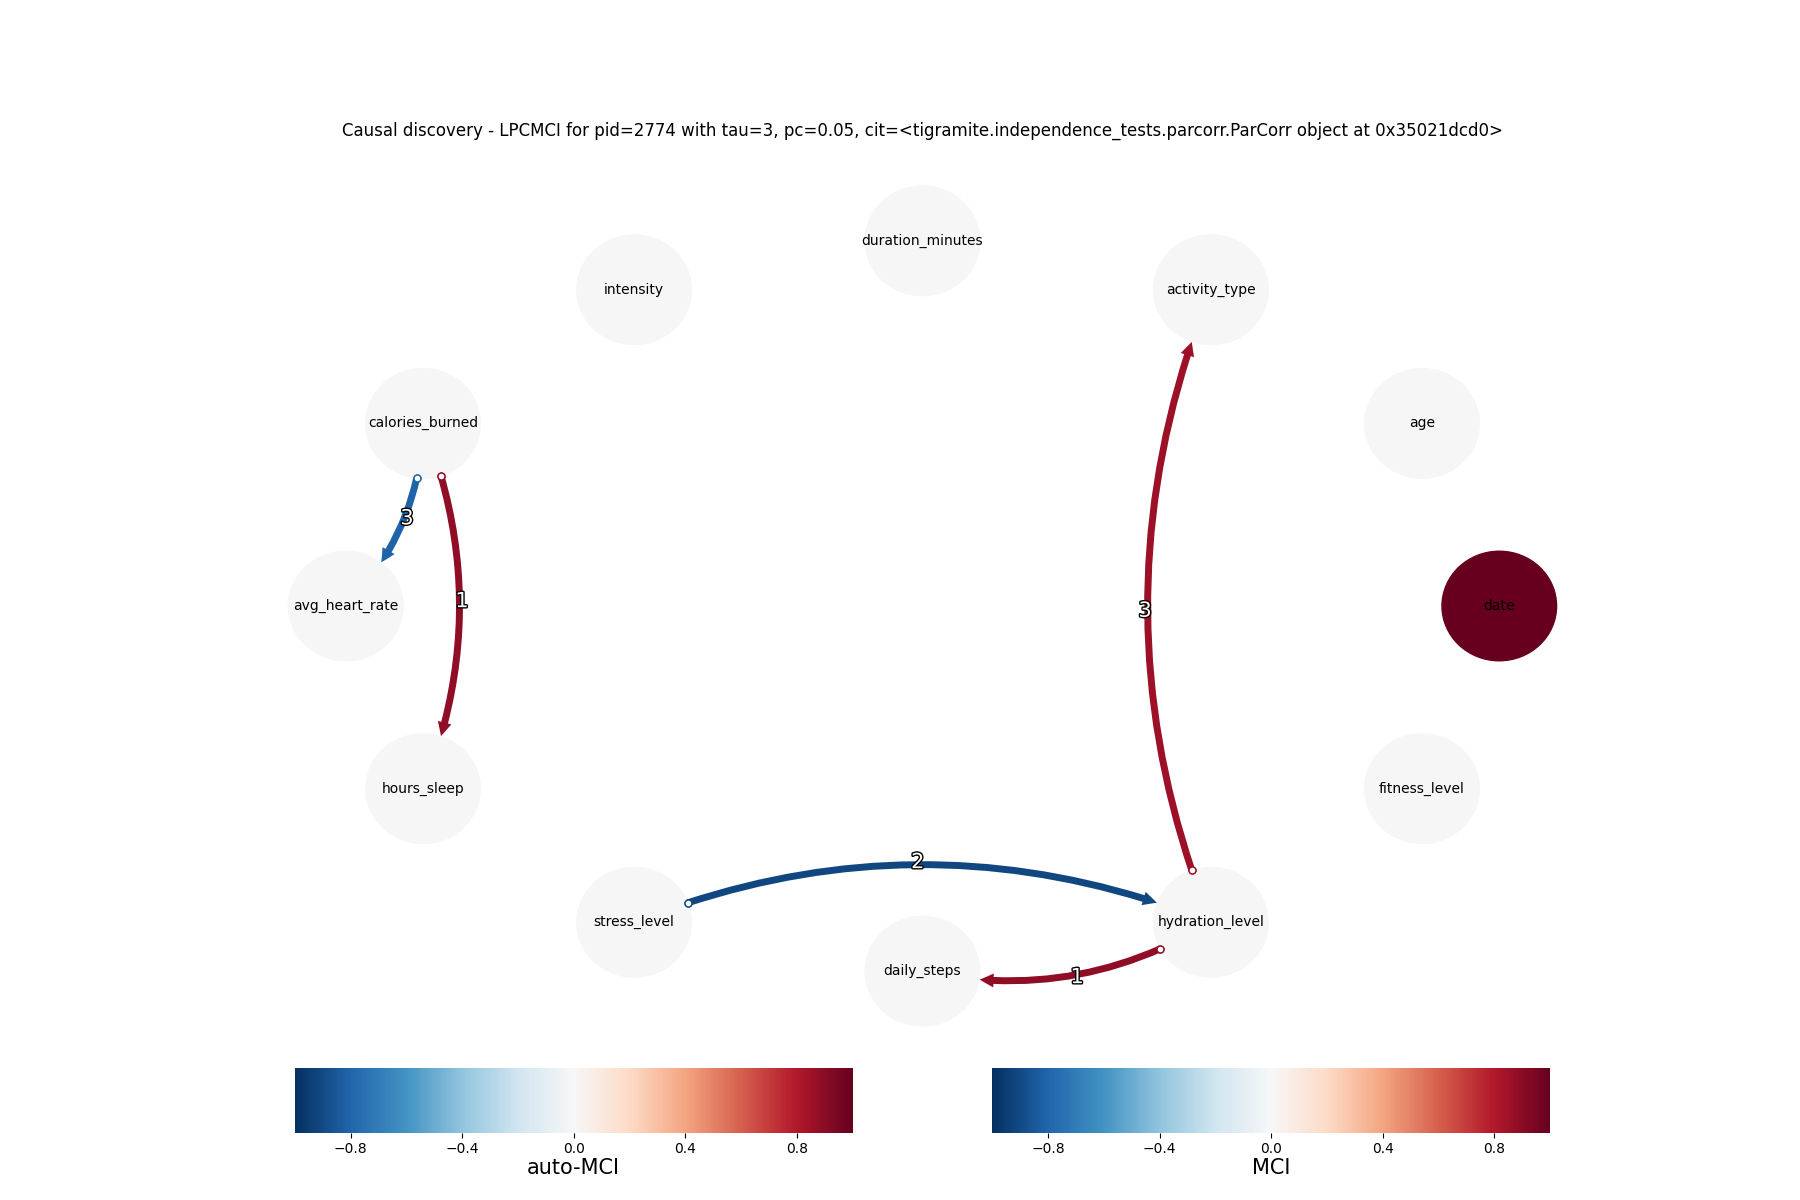 Causal discovery - LPCMCI for pid=2774 with tau=3, pc=0.05, cit=<tigramite.independence_tests.parcorr.ParCorr object at 0x35021dcd0>
duration_minutes
intensity
activity_type
calories_burned
age
3
avg_heart_rate
1
3
date
hours_sleep
fitness_level
2
stress_level
hydration_level
daily_steps
1
−0.8 −0.4 0.0 0.4 0.8
auto-MCI
−0.8 −0.4 0.0 0.4 0.8
MCI